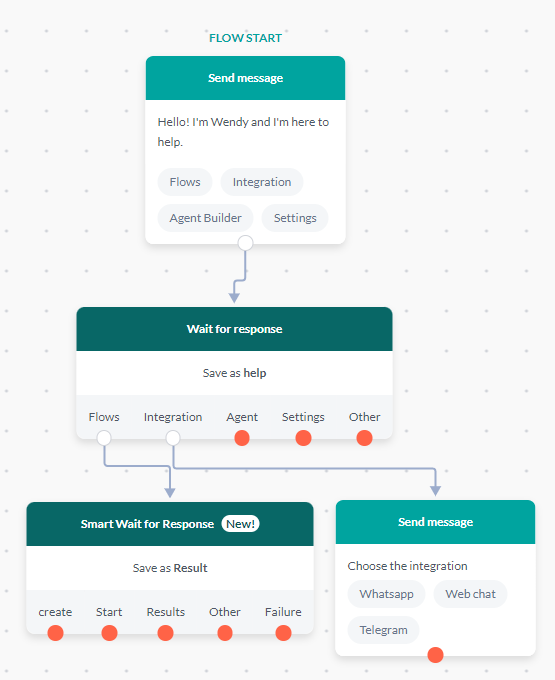 FLOW START
Send message
Hello! I'm Wendy and I'm here to
help.
Flows Integration
Agent Builder Settings
Wait for response
Save as help
Flows Integration Agent Settings Other
Smart Wait for Response New!
Save as Result
create Start Results Other Failure
Send message
Choose the integration
Whatsapp Web chat
Telegram